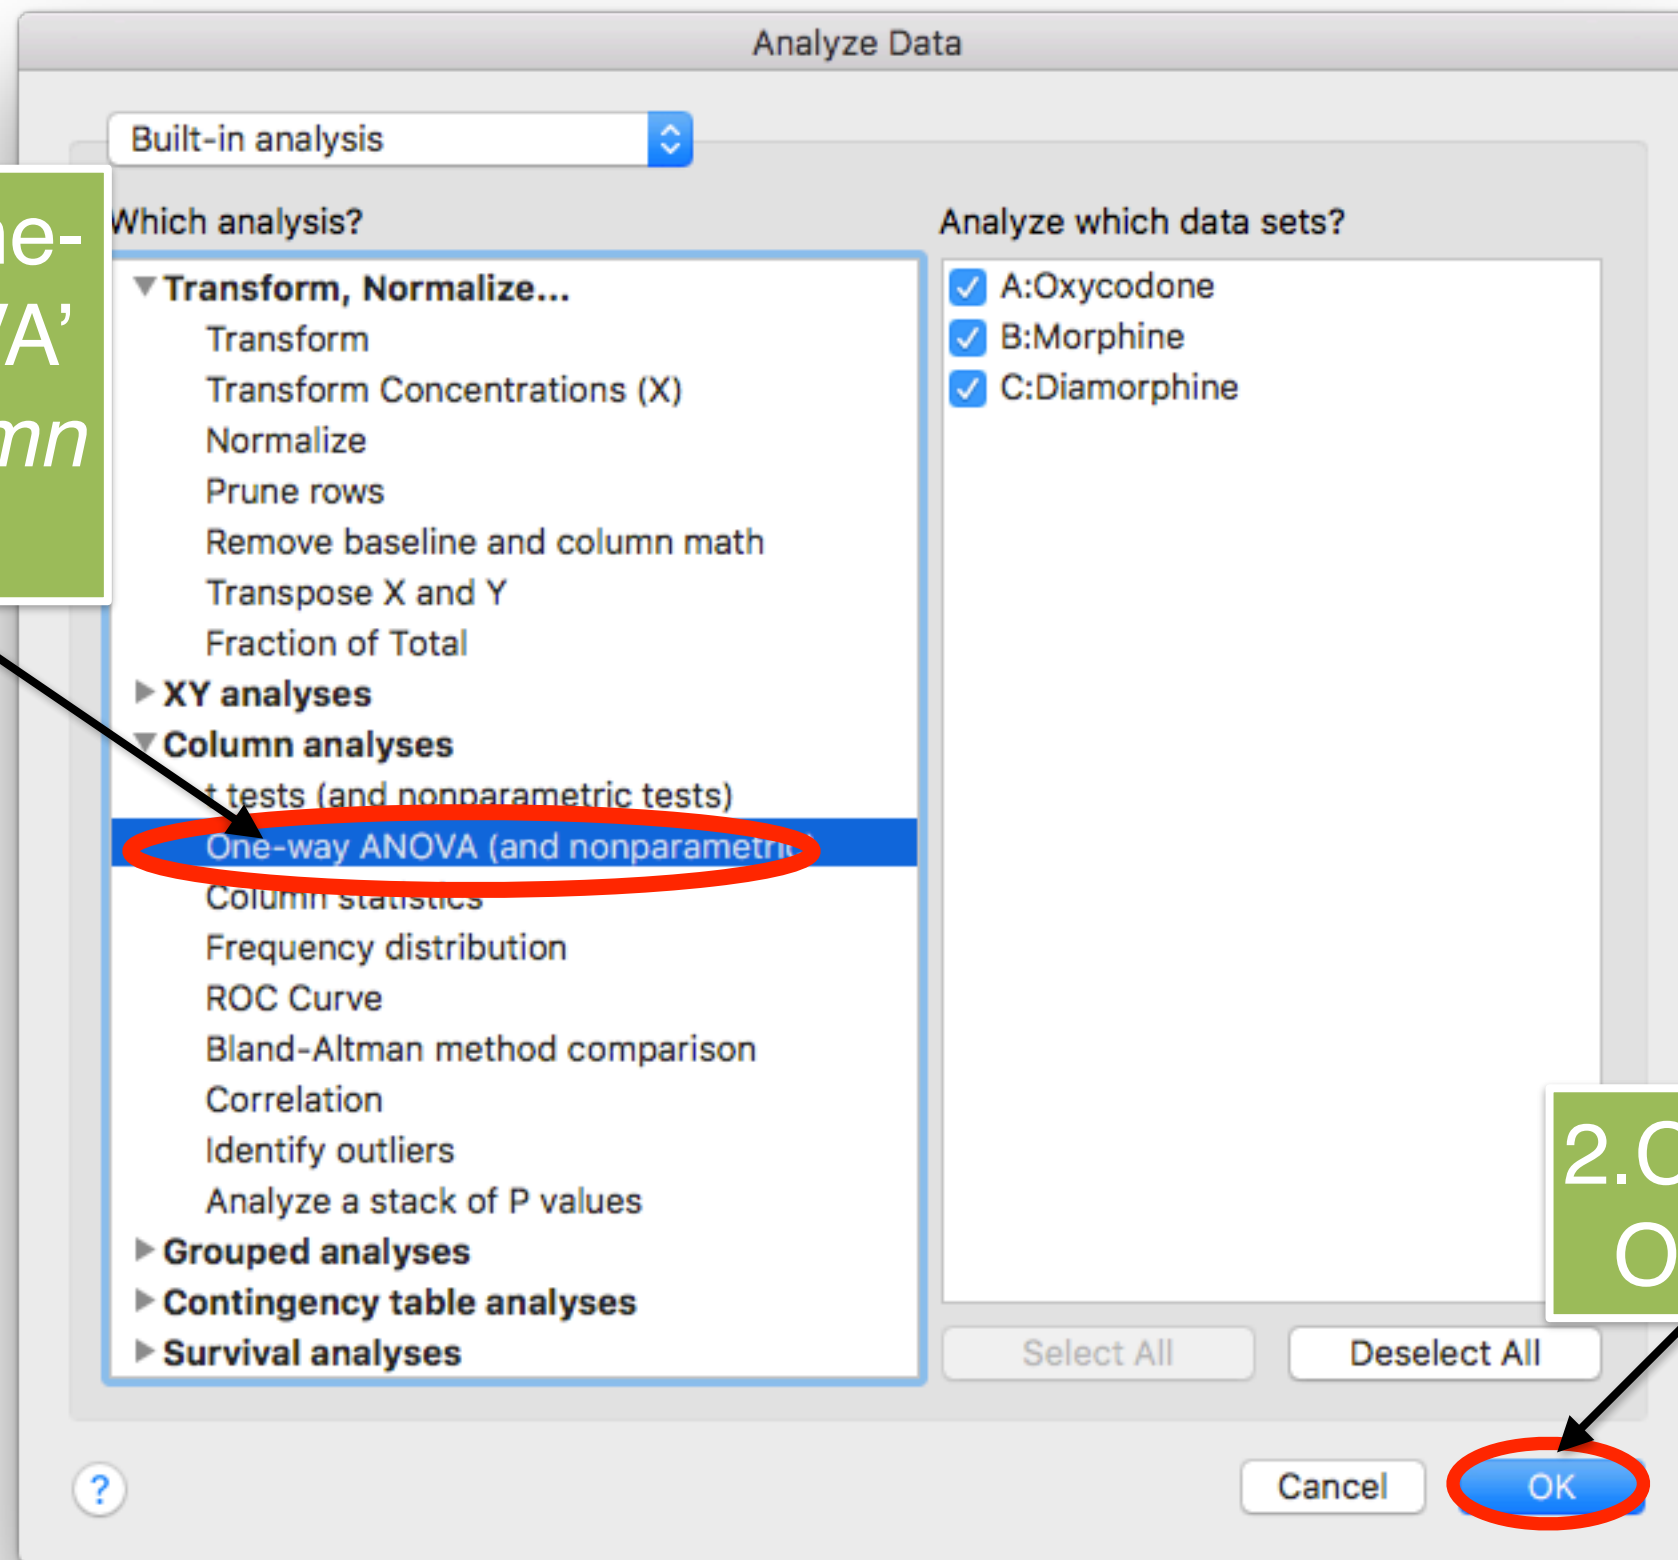 Analyze Data
Built-in analysis
Which analysis?
Analyze which data sets?
Transform, Normalize...
Transform
Transform Concentrations (X)
Normalize
Prune rows
Remove baseline and column math
Transpose X and Y
Fraction of Total
XY analyses
Column analyses
t tests (and nonparametric tests)
One-way ANOVA (and nonparametric)
Column statistics
Frequency distribution
ROC Curve
Bland-Altman method comparison
Correlation
Identify outliers
Analyze a stack of P values
Grouped analyses
Contingency table analyses
Survival analyses
A:Oxycodone
B:Morphine
C:Diamorphine
2.
Select All
Deselect All
?
Cancel
OK